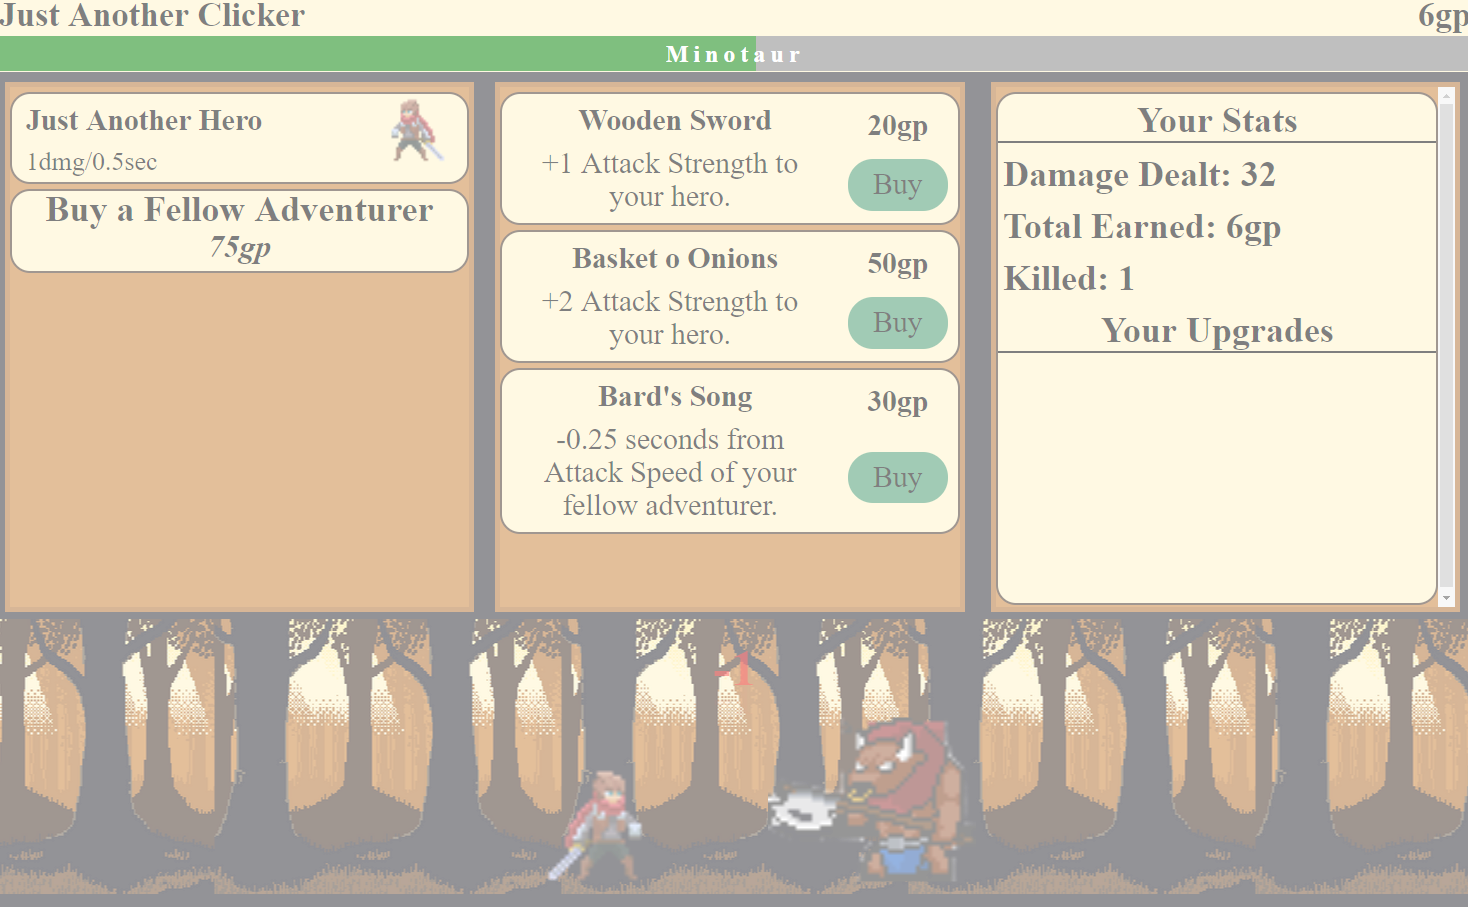 Just Another Clicker
6gp
Minotaur
Just Another Hero
1dmg/0.5sec
Buy a Fellow Adventurer
75gp
Wooden Sword
20gp
+1 Attack Strength to
your hero.
Buy
Basket o Onions
50gp
+2 Attack Strength to
your hero.
Buy
Bard's Song
30gp
-0.25 seconds from
Attack Speed of your
fellow adventurer.
Buy
Your Stats
Damage Dealt: 32
Total Earned: 6gp
Killed: 1
Your Upgrades
-1